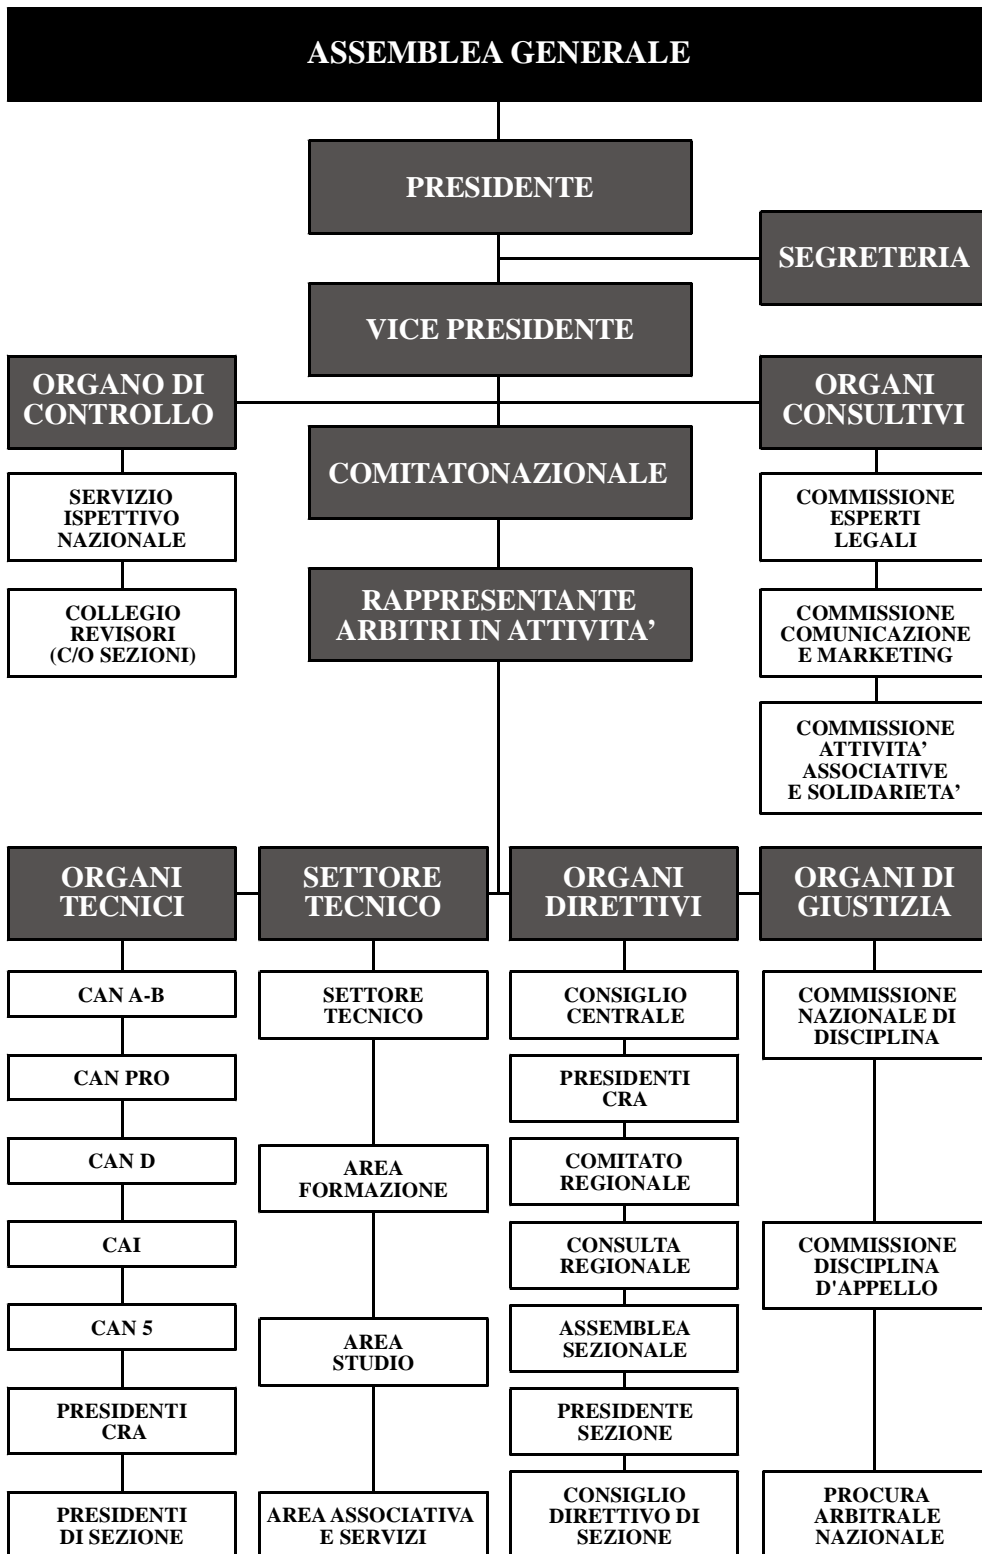 ASSEMBLEA GENERALE
PRESIDENTE
SEGRETERIA
VICE PRESIDENTE
ORGANO DI
CONTROLLO
SERVIZIO
ISPETTIVO
NAZIONALE
COLLEGIO
REVISORI
(C/O SEZIONI)
COMITATONAZIONALE
RAPPRESENTANTE
ARBITRI IN ATTIVITA’
ORGANI
CONSULTIVI
COMMISSIONE
ESPERTI
LEGALI
COMMISSIONE
COMUNICAZIONE
E MARKETING
COMMISSIONE
ATTIVITA’
ASSOCIATIVE
E SOLIDARIETA’
ORGANI
TECNICI
CAN A-B
CAN PRO
CAN D
CAI
CAN 5
PRESIDENTI
CRA
PRESIDENTI
DI SEZIONE
SETTORE
TECNICO
SETTORE
TECNICO
AREA
FORMAZIONE
AREA
STUDIO
AREA ASSOCIATIVA
E SERVIZI
ORGANI
DIRETTIVI
CONSIGLIO
CENTRALE
PRESIDENTI
CRA
COMITATO
REGIONALE
CONSULTA
REGIONALE
ASSEMBLEA
SEZIONALE
PRESIDENTE
SEZIONE
CONSIGLIO
DIRETTIVO DI
SEZIONE
ORGANI DI
GIUSTIZIA
COMMISSIONE
NAZIONALE DI
DISCIPLINA
COMMISSIONE
DISCIPLINA
D'APPELLO
PROCURA
ARBITRALE
NAZIONALE